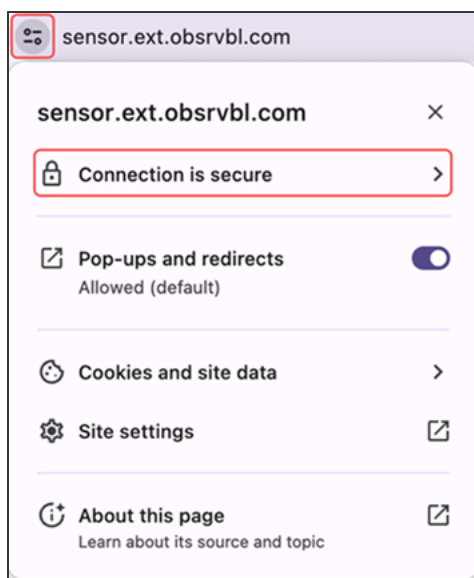 sensor.ext.obsrvbl.com
sensor.ext.obsrvbl.com
Connection is secure
Pop-ups and redirects
Allowed (default)
Cookies and site data
Site settings
About this page
Learn about its source and topic